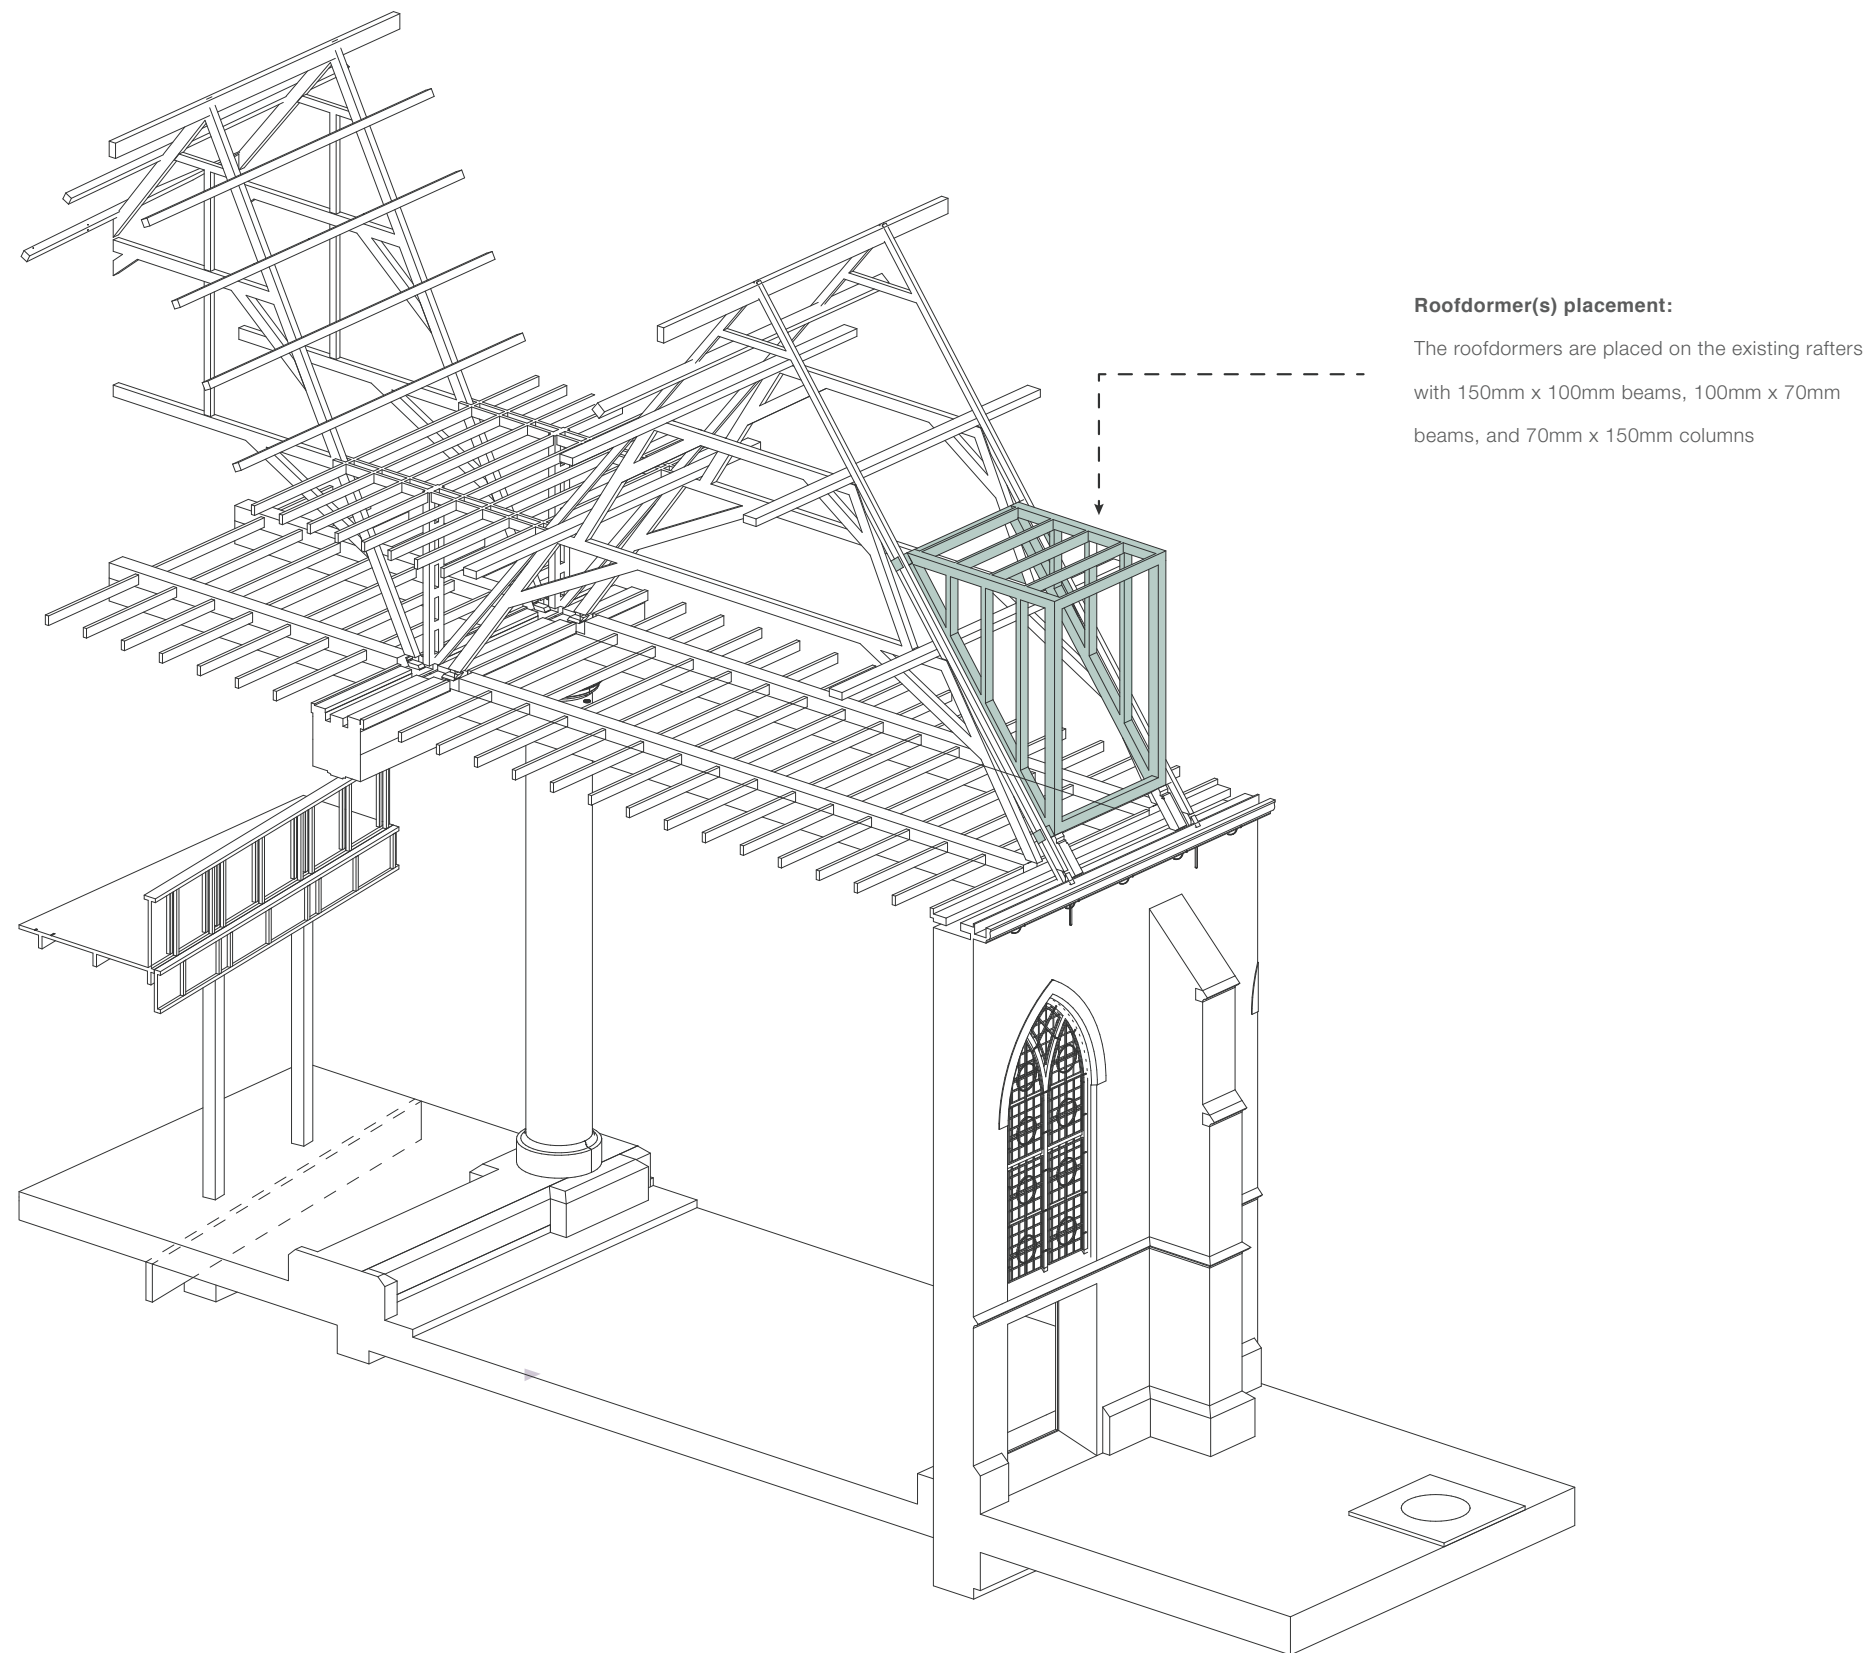 Roofdormer(s) placement:
The roofdormers are placed on the existing rafters
with 150mm x 100mm beams, 100mm x 70mm
beams, and 70mm x 150mm columns